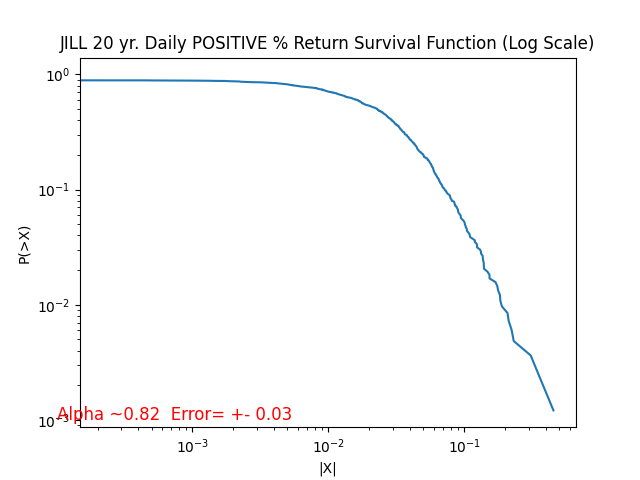 JILL 20 yr. Daily POSITIVE % Return Survival Function (Log Scale)
10⁰
10⁻¹
10⁻²
10⁻³
P(>X)
Alpha ~0.82 Error= +- 0.03
10⁻³
10⁻²
10⁻¹
|X|